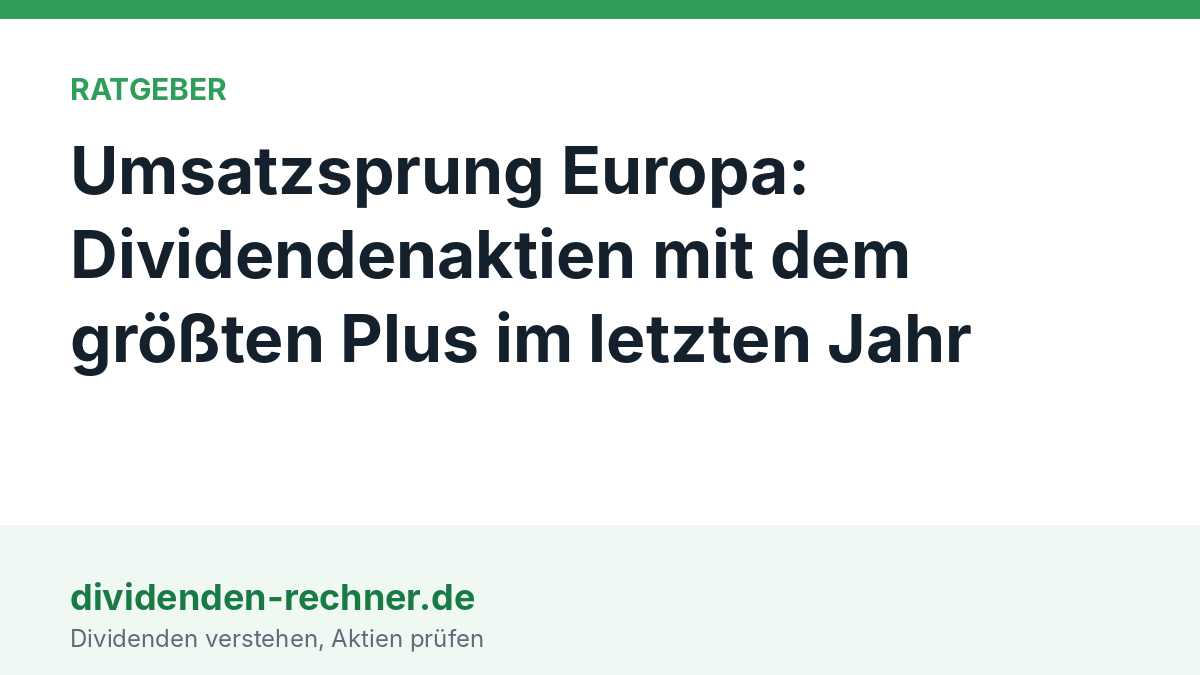 RATGEBER
Umsatzsprung Europa:
Dividendenaktien mit dem
größten Plus im letzten Jahr
dividenden-rechner.de
Dividenden verstehen, Aktien prüfen